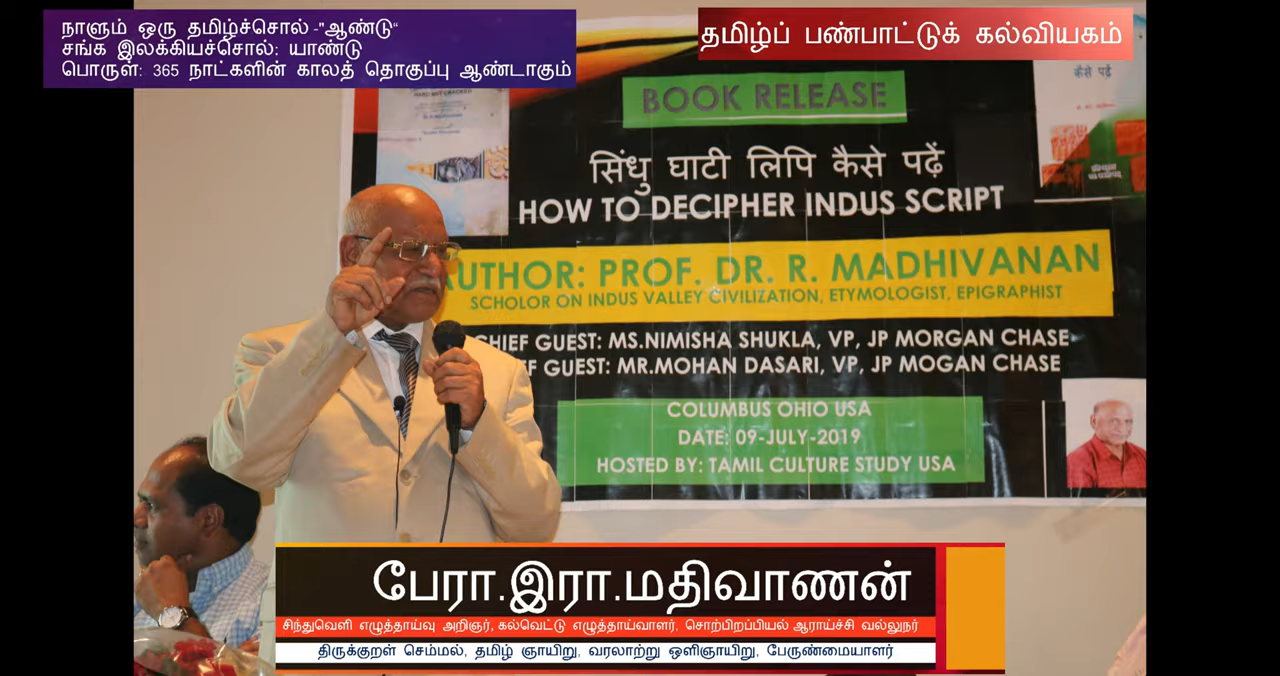 நாளும் ஒரு தமிழ்ச்சொல் -"ஆண்டு“
சங்க இலக்கியச்சொல்: யாண்டு
பொருள்: 365 நாட்களின் காலத் தொகுப்பு ஆண்டாகும்
தமிழ்ப் பண்பாட்டுக் கல்வியகம்
कैसे पढ़ें
BOOK RELEASE
सिंधु घाटी लिपि कैसे पढ़ें
HOW TO DECIPHER INDUS SCRIPT
AUTHOR: PROF. DR. R. MADHIVANAN
SCHOLOR ON INDUS VALLEY CIVILIZATION, ETYMOLOGIST, EPIGRAPHIST
CHIEF GUEST: MS.NIMISHA SHUKLA, VP, JP MORGAN CHASE
GUEST: MR.MOHAN DASARI, VP, JP MOGAN CHASE
COLUMBUS OHIO USA
DATE: 09-JULY-2019
HOSTED BY: TAMIL CULTURE STUDY USA
பேரா.இரா.மதிவாணன்
சிந்துவெளி எழுத்தாய்வு அறிஞர், கல்வெட்டு எழுத்தாய்வாளர், சொற்பிறப்பியல் ஆராய்ச்சி வல்லுநர்
திருக்குறள் செம்மல், தமிழ் ஞாயிறு, வரலாற்று ஒளிஞாயிறு, பேருண்மையாளர்